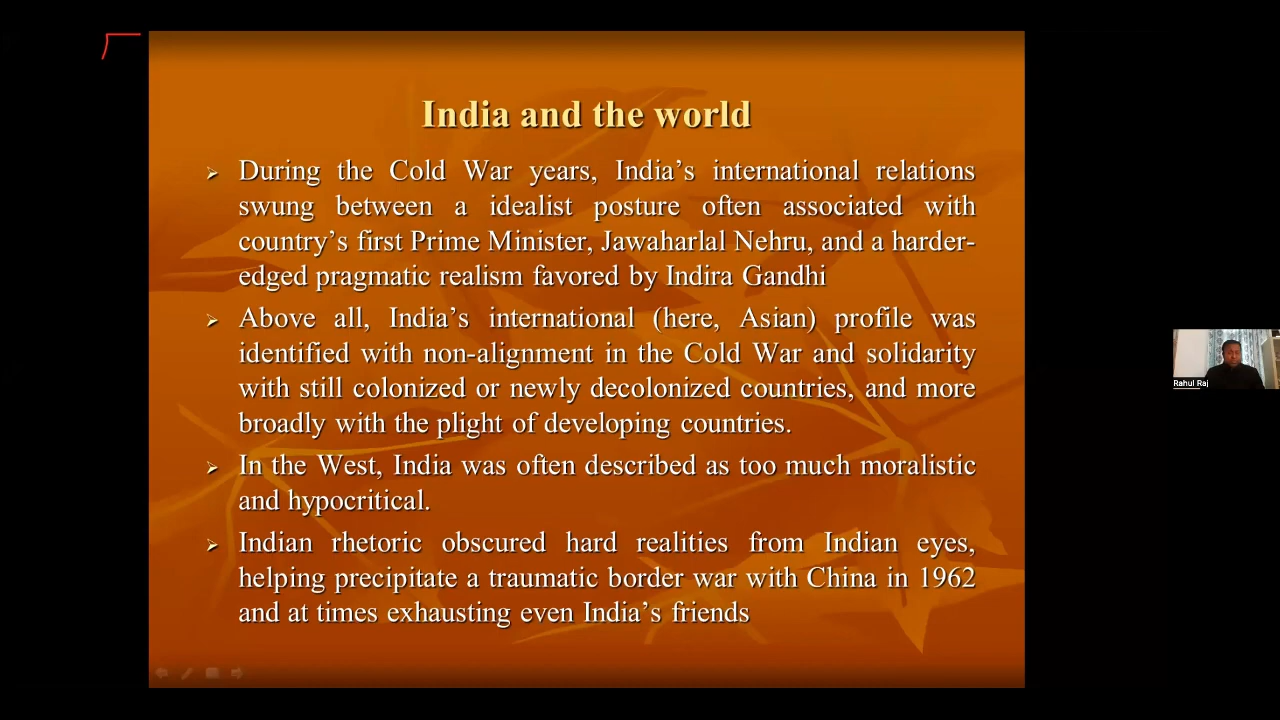 India and the world
During the Cold War years, India's international relations
swung between a idealist posture often associated with
country's first Prime Minister, Jawaharlal Nehru, and a harder-
edged pragmatic realism favored by Indira Gandhi
Above all, India's international (here, Asian) profile was
identified with non-alignment in the Cold War and solidarity
with still colonized or newly decolonized countries, and more
broadly with the plight of developing countries.
In the West, India was often described as too much moralistic
and hypocritical.
Indian rhetoric obscured hard realities from Indian eyes,
helping precipitate a traumatic border war with China in 1962
and at times exhausting even India's friends
Rahul Raj